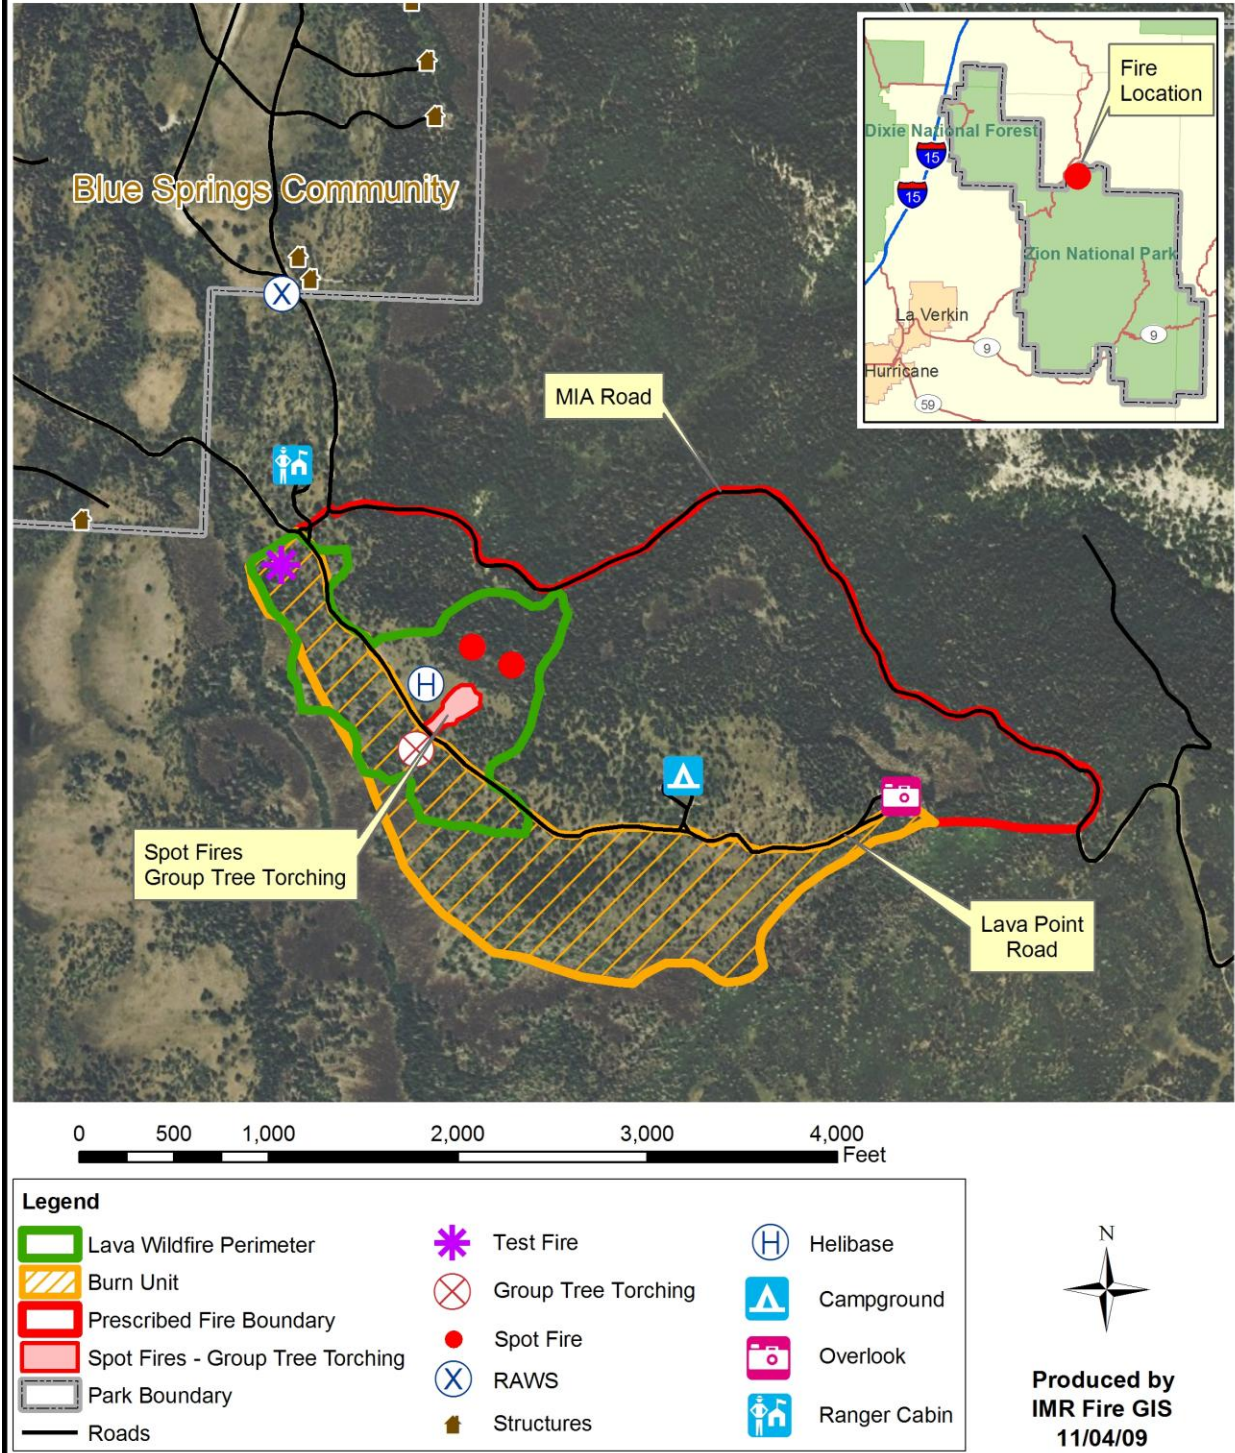 Fire
Location
Dixie National Forest
15
15
Zion National Park
La Verkin
9
9
Hurricane
59
Blue Springs Community
X
MIA Road
H
Spot Fires
Group Tree Torching
Lava Point
Road
0 500 1,000 2,000 3,000 4,000
Feet
Legend
Lava Wildfire Perimeter
Burn Unit
Prescribed Fire Boundary
Spot Fires - Group Tree Torching
Park Boundary
Roads
Test Fire
Group Tree Torching
Spot Fire
X RAWS
Structures
H Helibase
Campground
Overlook
Ranger Cabin
N
Produced by
IMR Fire GIS
11/04/09